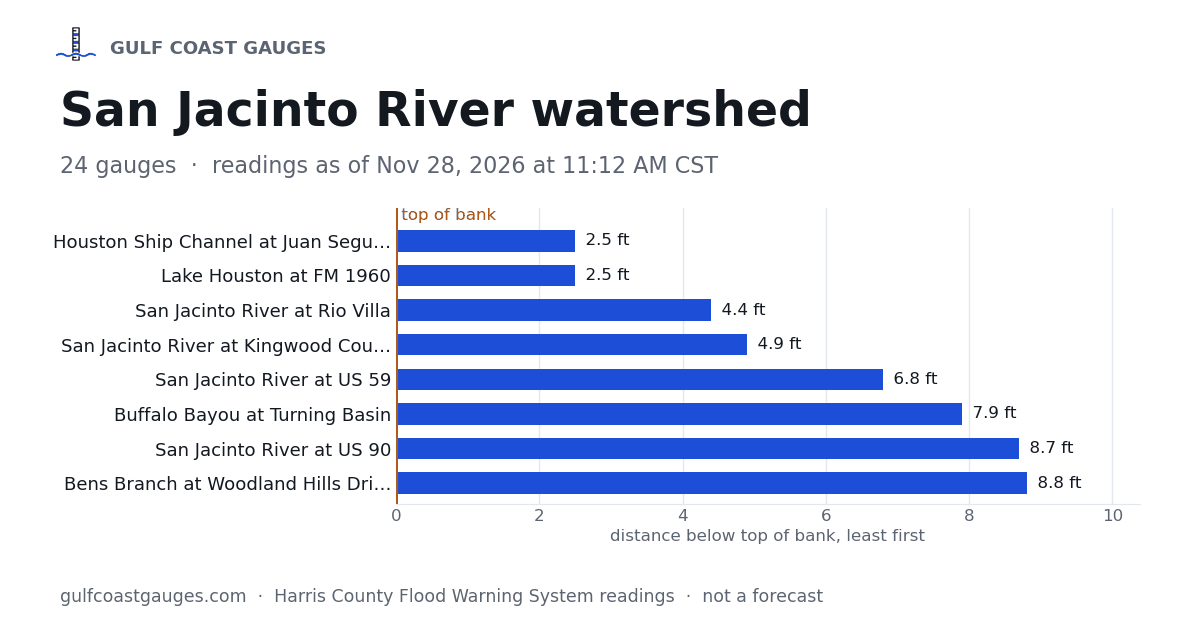 GULF COAST GAUGES
San Jacinto River watershed
24 gauges · readings as of Nov 28, 2026 at 11:12 AM CST
top of bank
Houston Ship Channel at Juan Segu… 2.5 ft
Lake Houston at FM 1960 2.5 ft
San Jacinto River at Rio Villa 4.4 ft
San Jacinto River at Kingwood Cou… 4.9 ft
San Jacinto River at US 59 6.8 ft
Buffalo Bayou at Turning Basin 7.9 ft
San Jacinto River at US 90 8.7 ft
Bens Branch at Woodland Hills Dri… 8.8 ft
0 2 4 6 8 10
distance below top of bank, least first
gulfcoastgauges.com · Harris County Flood Warning System readings · not a forecast